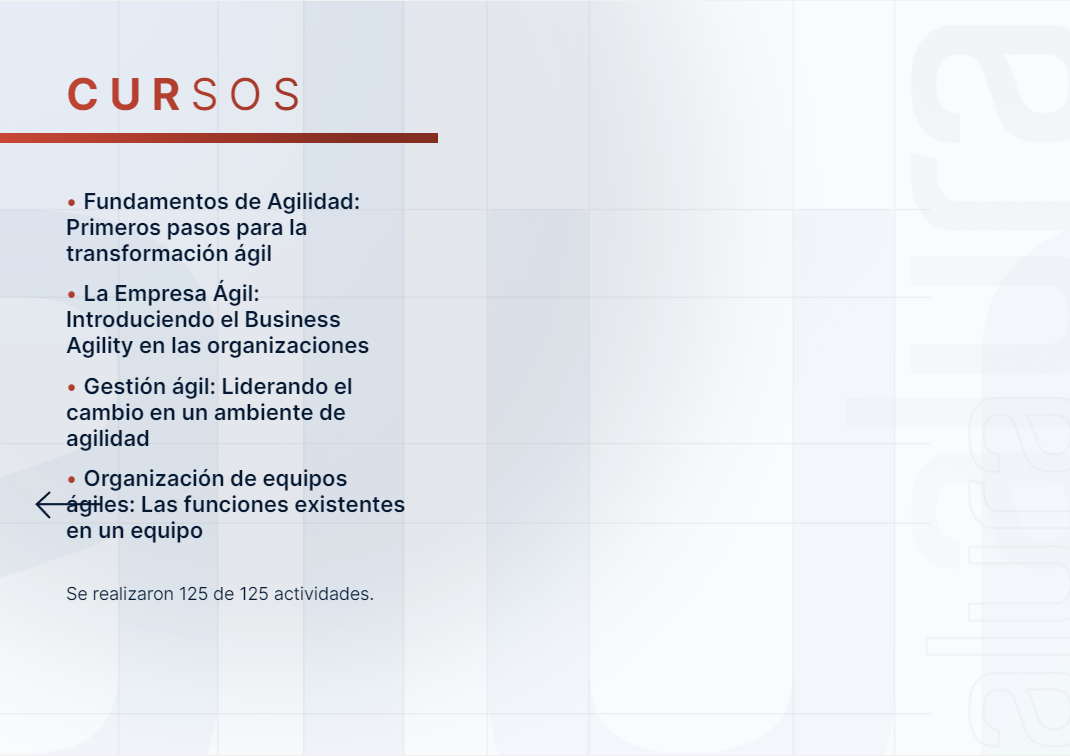 CURSOS
• Fundamentos de Agilidad:
Primeros pasos para la
transformación ágil
• La Empresa Ágil:
Introduciendo el Business
Agility en las organizaciones
• Gestión ágil: Liderando el
cambio en un ambiente de
agilidad
• Organización de equipos
ágiles: Las funciones existentes
en un equipo
Se realizaron 125 de 125 actividades.
alura
alura